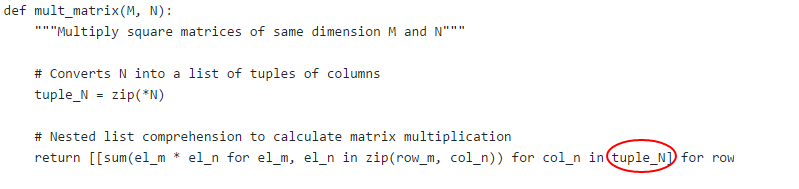 def mult_matrix(M, N):
"""Multiply square matrices of same dimension M and N"""
# Converts N into a list of tuples of columns
tuple_N = zip(*N)
# Nested list comprehension to calculate matrix multiplication
return [[sum(el_m * el_n for el_m, el_n in zip(row_m, col_n)) for col_n in tuple_N] for row